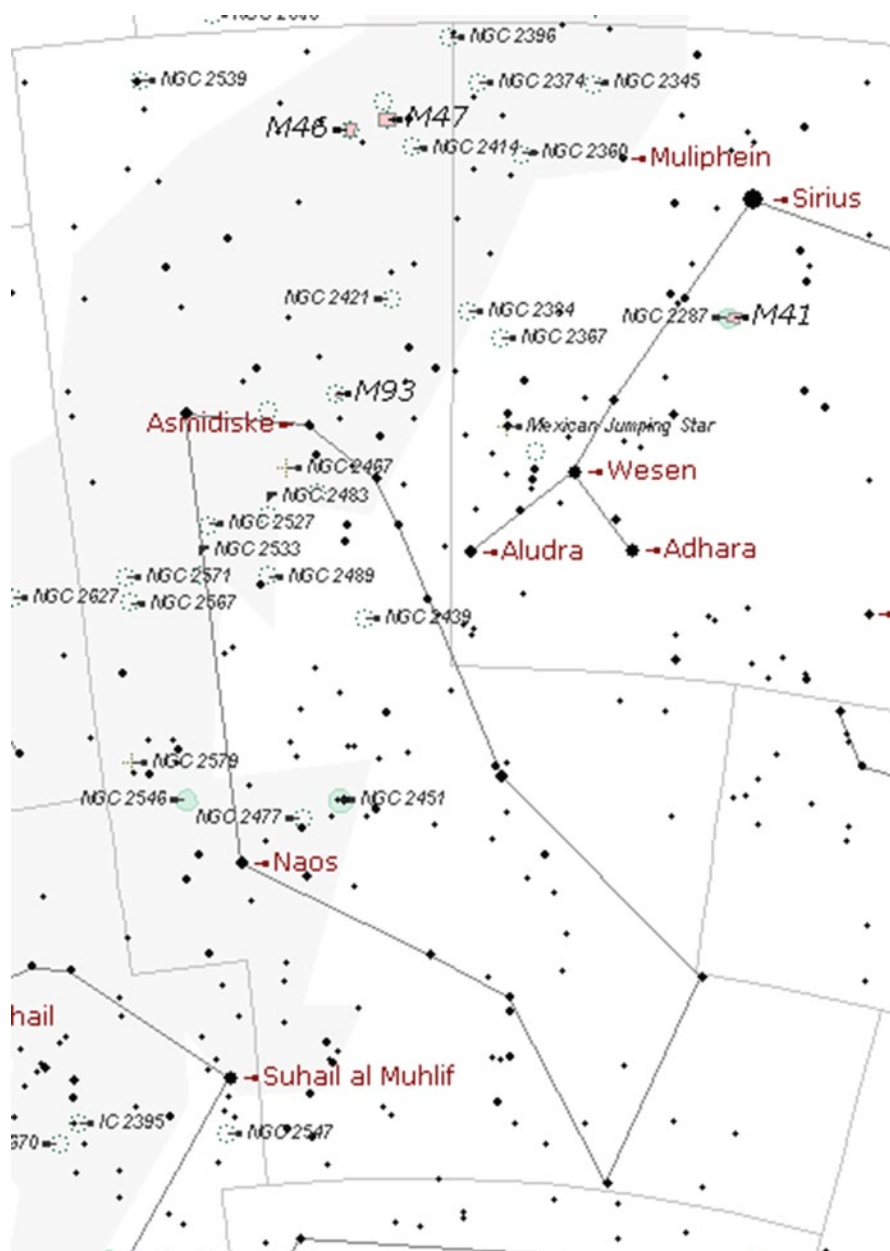 NGC 2396
NGC 2539
NGC 2374
NGC 2345
M46
M47
NGC 2414
NGC 2360
Muliphein
Sirius
NGC 2421
NGC 2384
NGC 2287
M41
NGC 2367
M93
Asmidiske
Mexican Jumping Star
NGC 2467
Wesen
NGC 2483
NGC 2527
NGC 2533
Aludra
Adhara
NGC 2571
NGC 2489
NGC 2627
NGC 2567
NGC 2439
NGC 2579
NGC 2546
NGC 2451
NGC 2477
Naos
hail
Suhail al Muhlif
IC 2395
NGC 2547
670